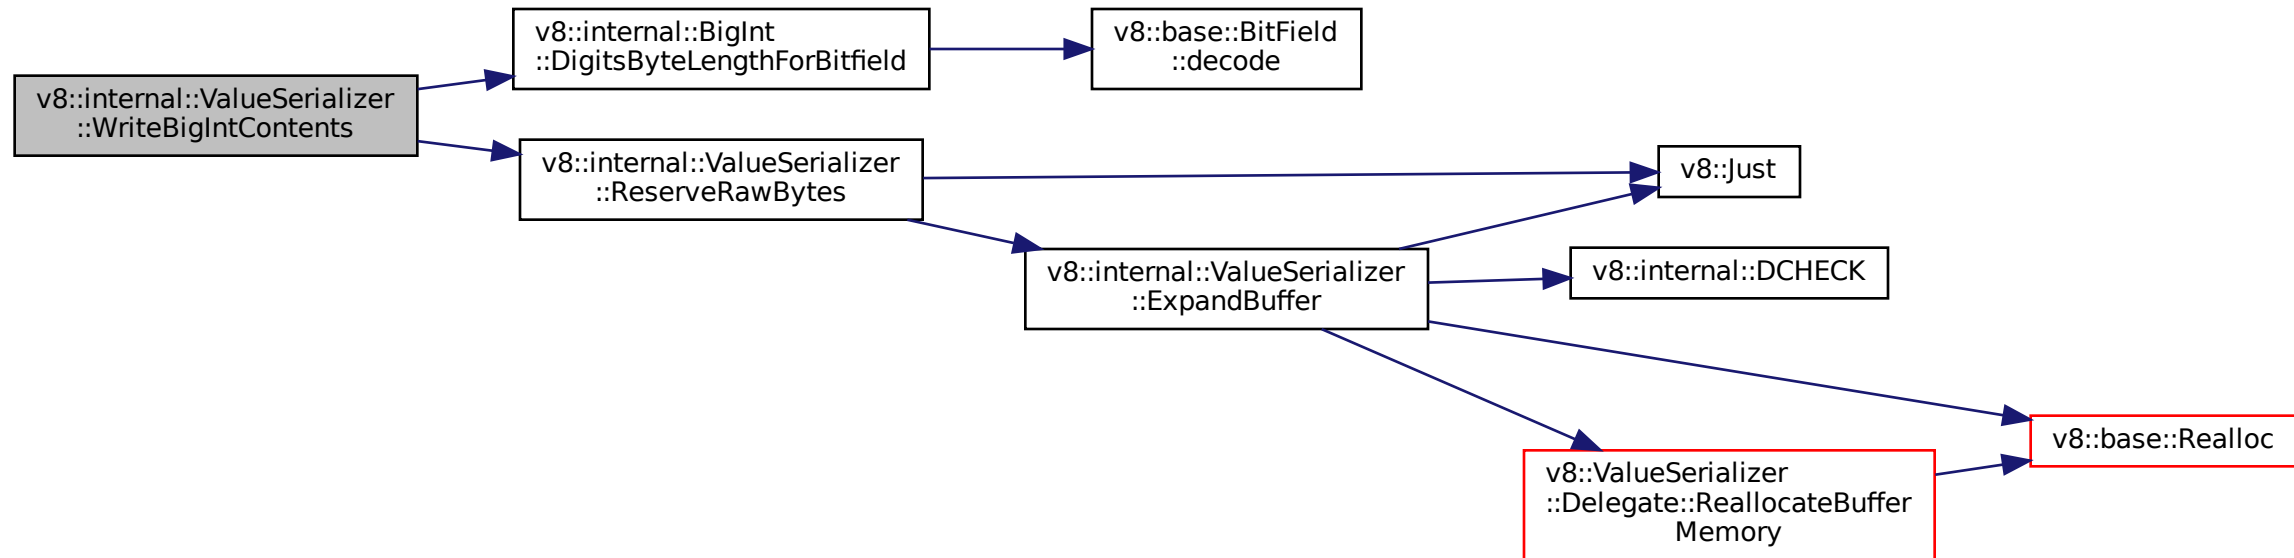 v8::internal::ValueSerializer
::WriteBigIntContents
v8::internal::BigInt
::DigitsByteLengthForBitfield
v8::base::BitField
::decode
v8::internal::ValueSerializer
::ReserveRawBytes
v8::Just
v8::internal::ValueSerializer
::ExpandBuffer
v8::internal::DCHECK
v8::base::Realloc
v8::ValueSerializer
::Delegate::ReallocateBuffer
Memory